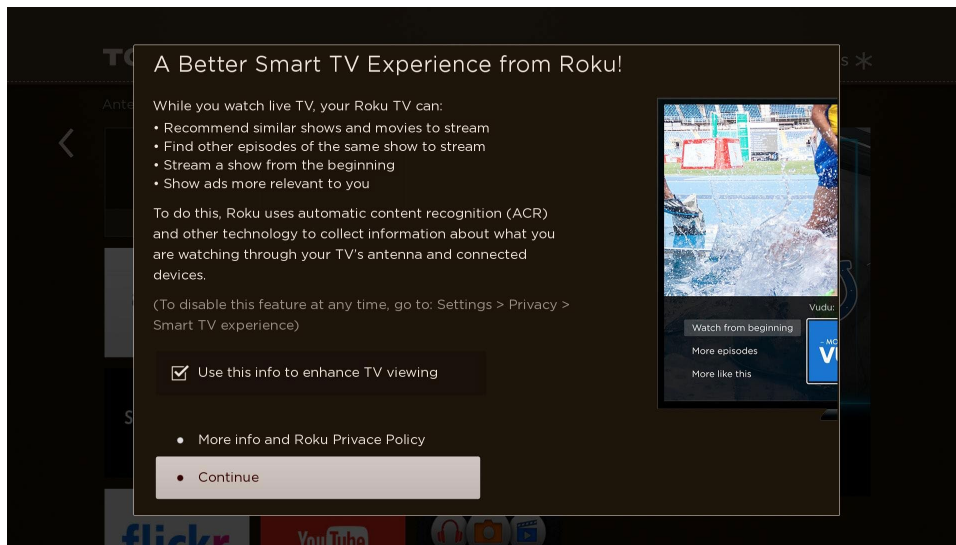 A Better Smart TV Experience from Roku!
While you watch live TV, your Roku TV can:
• Recommend similar shows and movies to stream
• Find other episodes of the same show to stream
• Stream a show from the beginning
• Show ads more relevant to you
To do this, Roku uses automatic content recognition (ACR)
and other technology to collect information about what you
are watching through your TV's antenna and connected
devices.
(To disable this feature at any time, go to: Settings > Privacy >
Smart TV experience)
Use this info to enhance TV viewing
• More info and Roku Privace Policy
• Continue
Vudu:
Watch from beginning
More episodes
More like this
flickr
YouTube